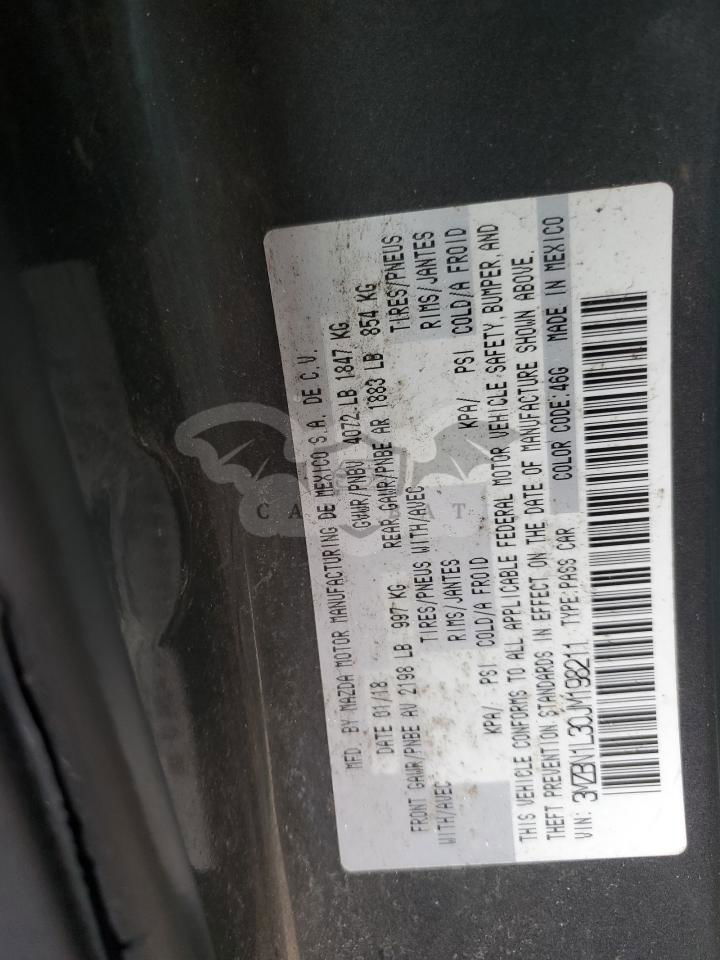 MFD. BY MAZDA MOTOR MANUFACTURING DE MEXICO S.A. DE C.V.
DATE 01/18 GVWR/PNBV 4072 LB 1847 KG
FRONT GAWR/PNBE AV 2198 LB 997 KG REAR GAWR/PNBE AR 1883 LB 854 KG
WITH/AVEC TIRES/PNEUS WITH/AVEC TIRES/PNEUS
RIMS/JANTES RIMS/JANTES
KPA/ PSI COLD/A FROID KPA/ PSI COLD/A FROID
THIS VEHICLE CONFORMS TO ALL APPLICABLE FEDERAL MOTOR VEHICLE SAFETY, BUMPER, AND
THEFT PREVENTION STANDARDS IN EFFECT ON THE DATE OF MANUFACTURE SHOWN ABOVE.
VIN: 3MZBN1L30JM198211 TYPE:PASS CAR COLOR CODE:46G MADE IN MEXICO